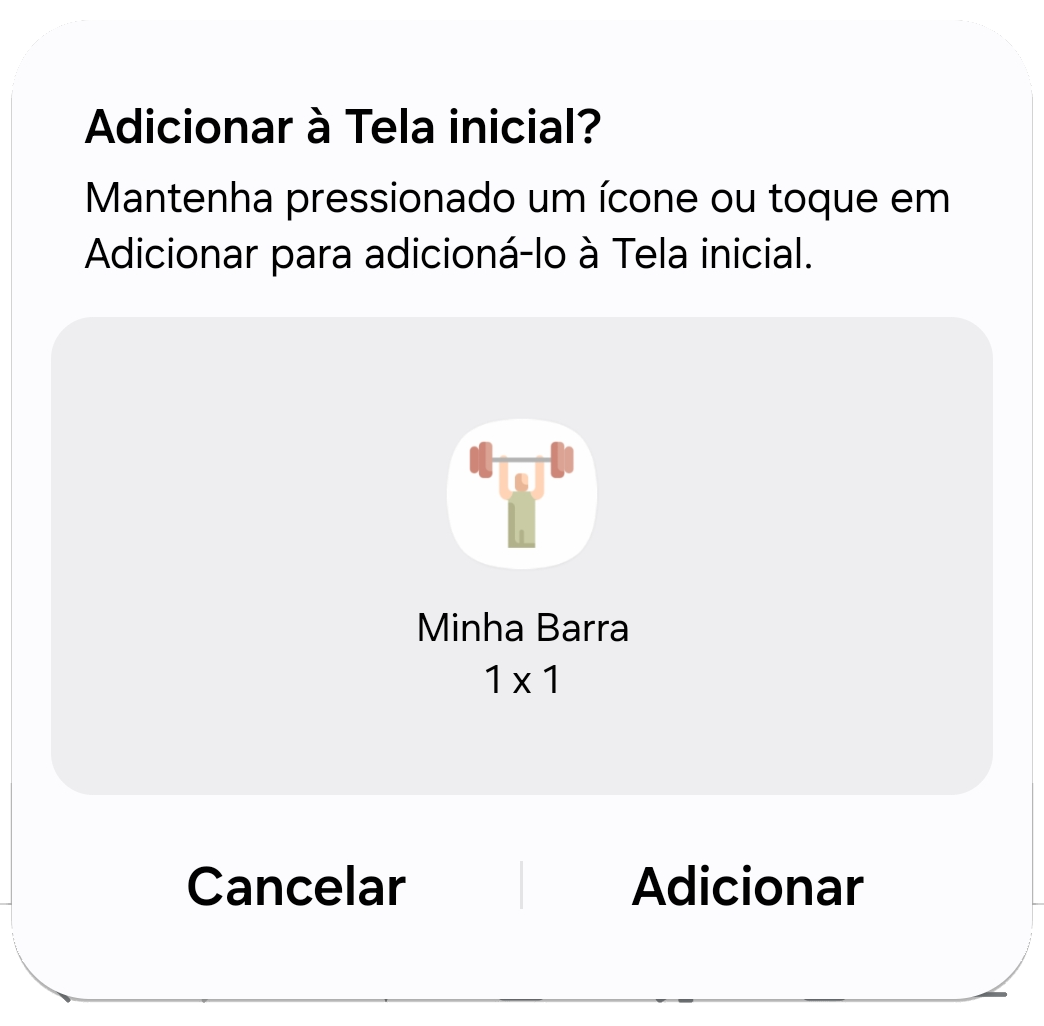 Adicionar à Tela inicial?
Mantenha pressionado um ícone ou toque em
Adicionar para adicioná-lo à Tela inicial.
Minha Barra
1 x 1
Cancelar
Adicionar